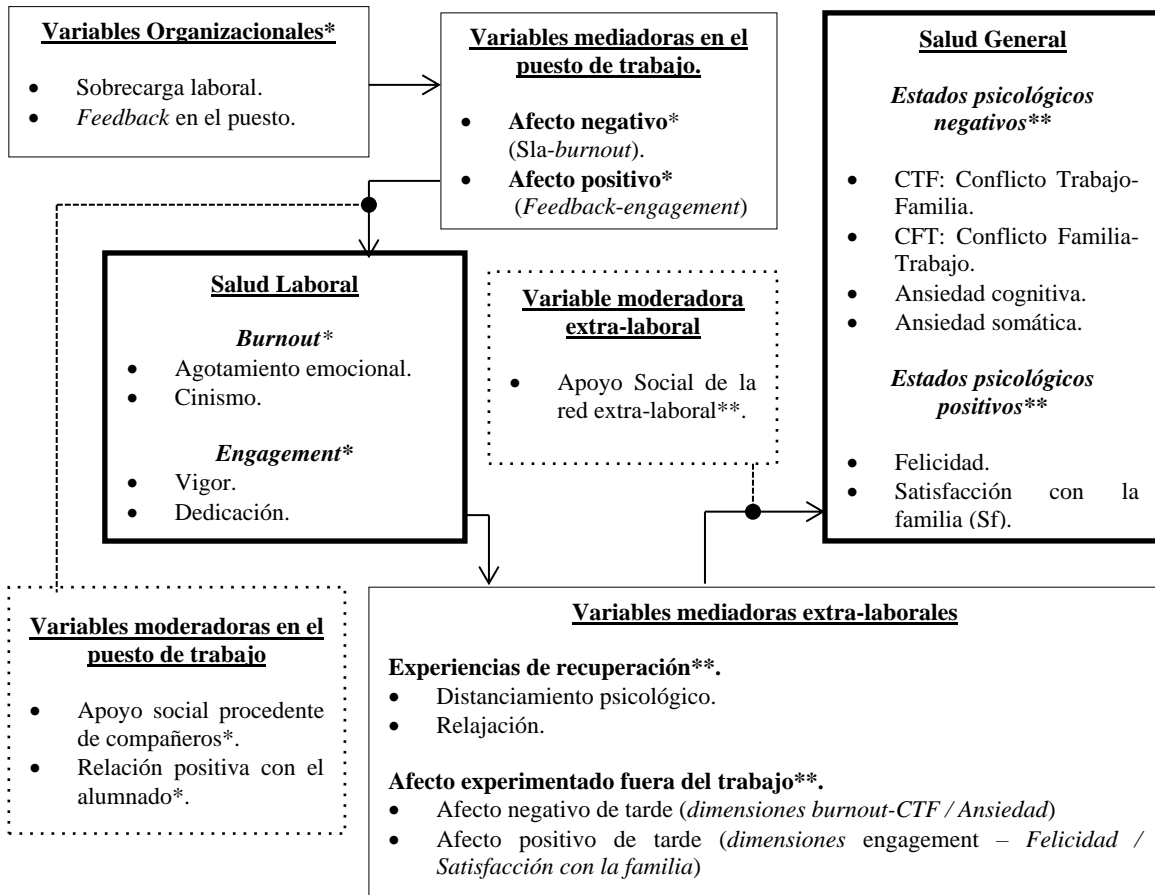 Variables Organizacionales*
• Sobrecarga laboral.
• Feedback en el puesto.
Variables mediadoras en el
puesto de trabajo.
• Afecto negativo*
(Sla-burnout).
• Afecto positivo*
(Feedback-engagement)
Salud General
Estados psicológicos
negativos**
• CTF: Conflicto Trabajo-
Familia.
• CFT: Conflicto Familia-
Trabajo.
• Ansiedad cognitiva.
• Ansiedad somática.
Estados psicológicos
positivos**
• Felicidad.
• Satisfacción con la
familia (Sf).
Salud Laboral
Burnout*
• Agotamiento emocional.
• Cinismo.
Engagement*
• Vigor.
• Dedicación.
Variable moderadora
extra-laboral
• Apoyo Social de la
red extra-laboral**.
Variables moderadoras en el
puesto de trabajo
• Apoyo social procedente
de compañeros*.
• Relación positiva con el
alumnado*.
Variables mediadoras extra-laborales
Experiencias de recuperación**.
• Distanciamiento psicológico.
• Relajación.
Afecto experimentado fuera del trabajo**.
• Afecto negativo de tarde (dimensiones burnout-CTF / Ansiedad)
• Afecto positivo de tarde (dimensiones engagement – Felicidad /
Satisfacción con la familia)